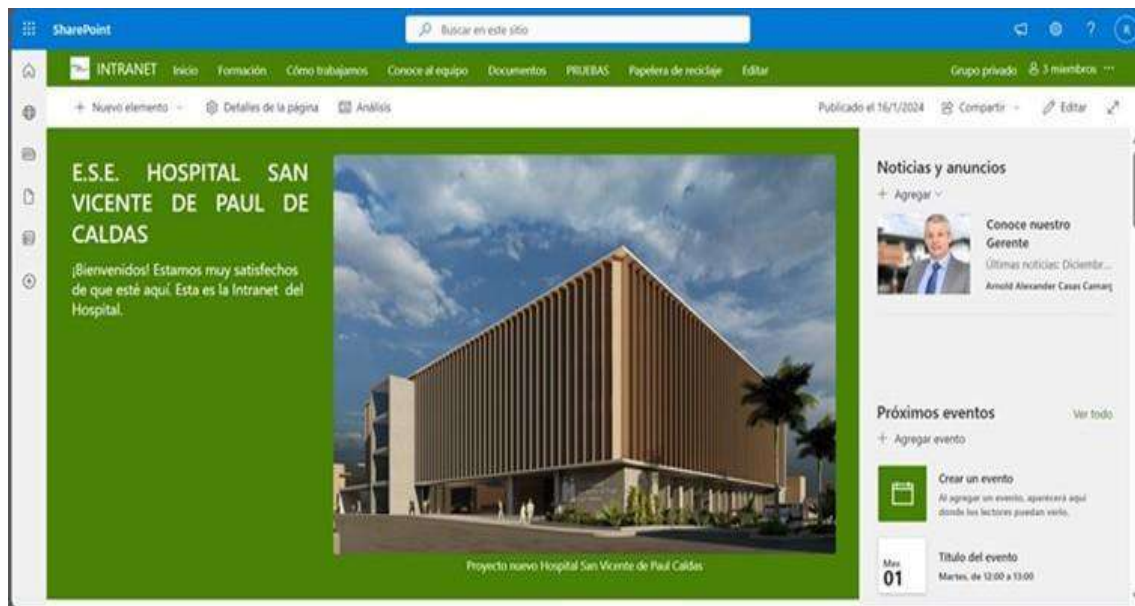 SharePoint
Buscar en este sitio
?
INTRANET Inicio Formación Cómo trabajamos Conoce al equipo Documentos PRUEBAS Papelera de reciclaje Editar
Grupo privado 3 miembros ···
+ Nuevo elemento Detalles de la página Análisis
Publicado el 16/1/2024 Compartir Editar
E.S.E. HOSPITAL SAN
VICENTE DE PAUL DE
CALDAS
¡Bienvenidos! Estamos muy satisfechos
de que esté aquí. Esta es la Intranet del
Hospital.
Proyecto nuevo Hospital San Vicente de Paul Caldas
Noticias y anuncios
+ Agregar
Conoce nuestro
Gerente
Últimas noticias: Diciembr...
Arnold Alexander Casas Camarg
Próximos eventos Ver todo
+ Agregar evento
Crear un evento
Al agregar un evento, aparecerá aquí
donde los lectores puedan verlo.
01
Título del evento
Martes, de 12:00 a 13:00